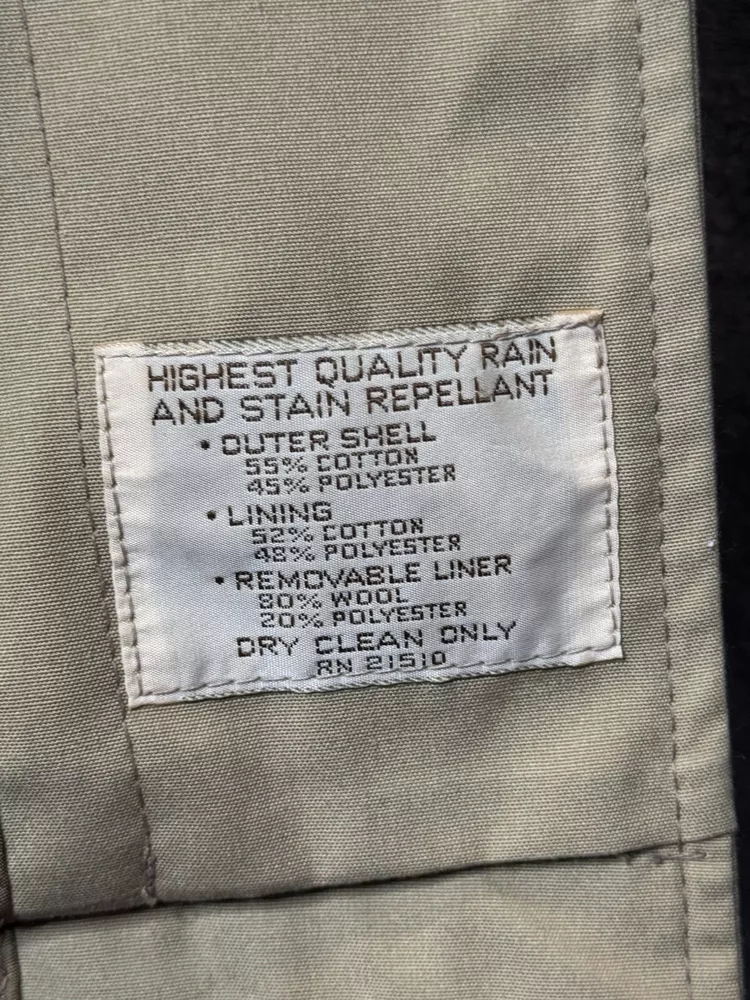 HIGHEST QUALITY RAIN
AND STAIN REPELLANT
• OUTER SHELL
55% COTTON
45% POLYESTER
• LINING
52% COTTON
48% POLYESTER
• REMOVABLE LINER
80% WOOL
20% POLYESTER
DRY CLEAN ONLY
RN 21510